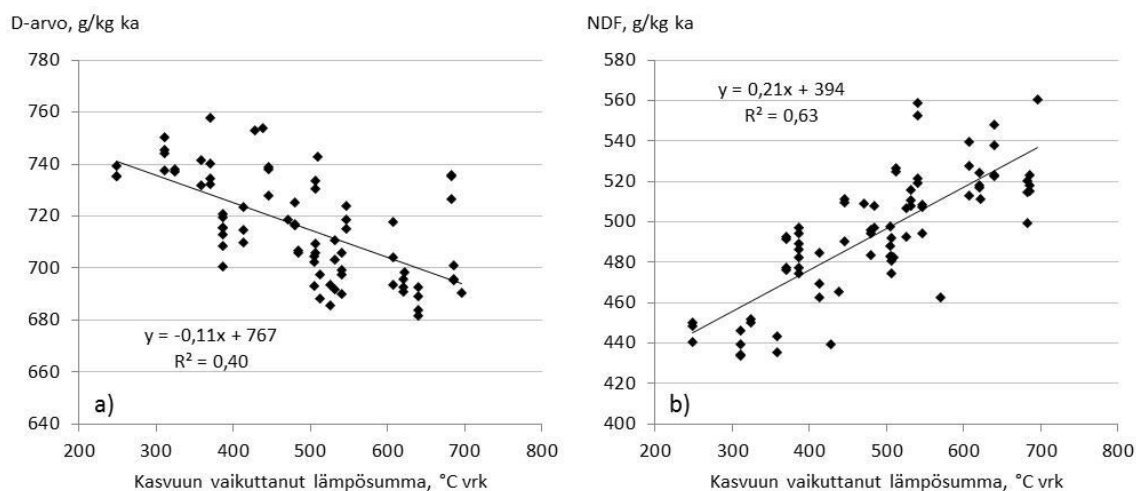 D-arvo, g/kg ka
780
760
740
720
700
680
660
640
y = -0,11x + 767
R² = 0,40
a)
200 300 400 500 600 700 800
Kasvuun vaikuttanut lämpösumma, °C vrk
NDF, g/kg ka
580
560
540
520
500
480
460
440
420
400
y = 0,21x + 394
R² = 0,63
b)
200 300 400 500 600 700 800
Kasvuun vaikuttanut lämpösumma, °C vrk